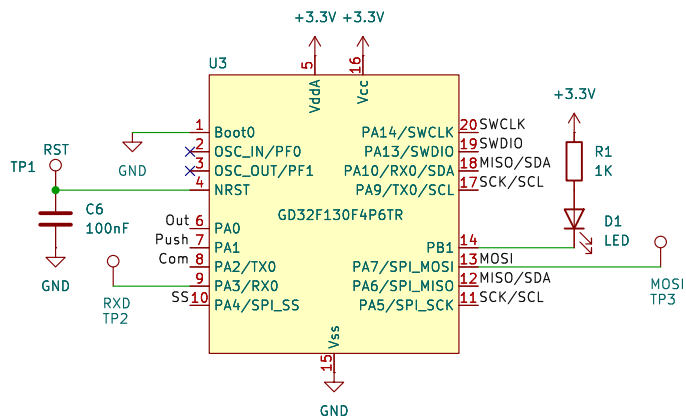 +3.3V +3.3V
U3
5 VddA
16 Vcc
+3.3V
1 Boot0
PA14/SWCLK 20 SWCLK
2 OSC_IN/PF0
PA13/SWDIO 19 SWDIO
3 OSC_OUT/PF1
PA10/RX0/SDA 18 MISO/SDA
4 NRST
PA9/TX0/SCL 17 SCK/SCL
RST
TP1
GND
R1
1K
C6
100nF
GND
GD32F130F4P6TR
D1
LED
Out 6 PA0
Push 7 PA1
PB1 14
Com 8 PA2/TX0
PA7/SPI_MOSI 13 MOSI
9 PA3/RX0
PA6/SPI_MISO 12 MISO/SDA
SS 10 PA4/SPI_SS
PA5/SPI_SCK 11 SCK/SCL
RXD
TP2
MOSI
TP3
Vss
15
GND